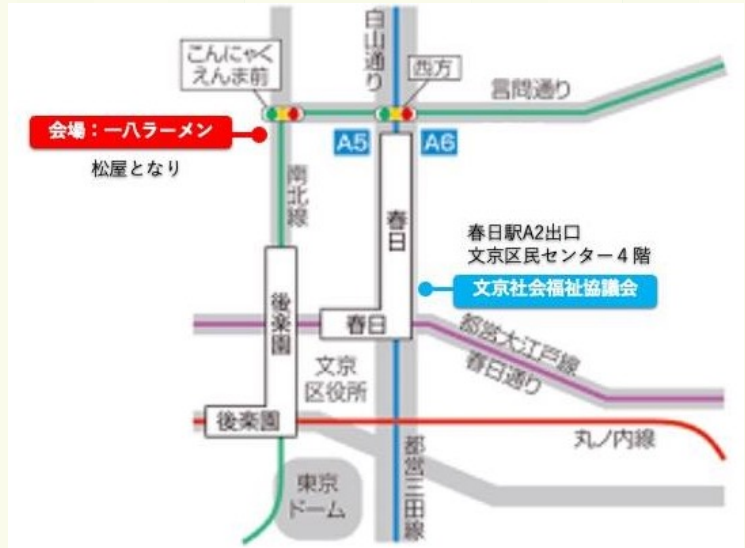 こんにゃく
えんま前
白山通り
西方
言問通り
会場：一八ラーメン
松屋となり
A5
A6
南北線
春日
春日駅A2出口
文京区民センター４階
文京社会福祉協議会
後楽園
春日
都営大江戸線
春日通り
文京
区役所
後楽園
丸ノ内線
東京
ドーム
都営三田線